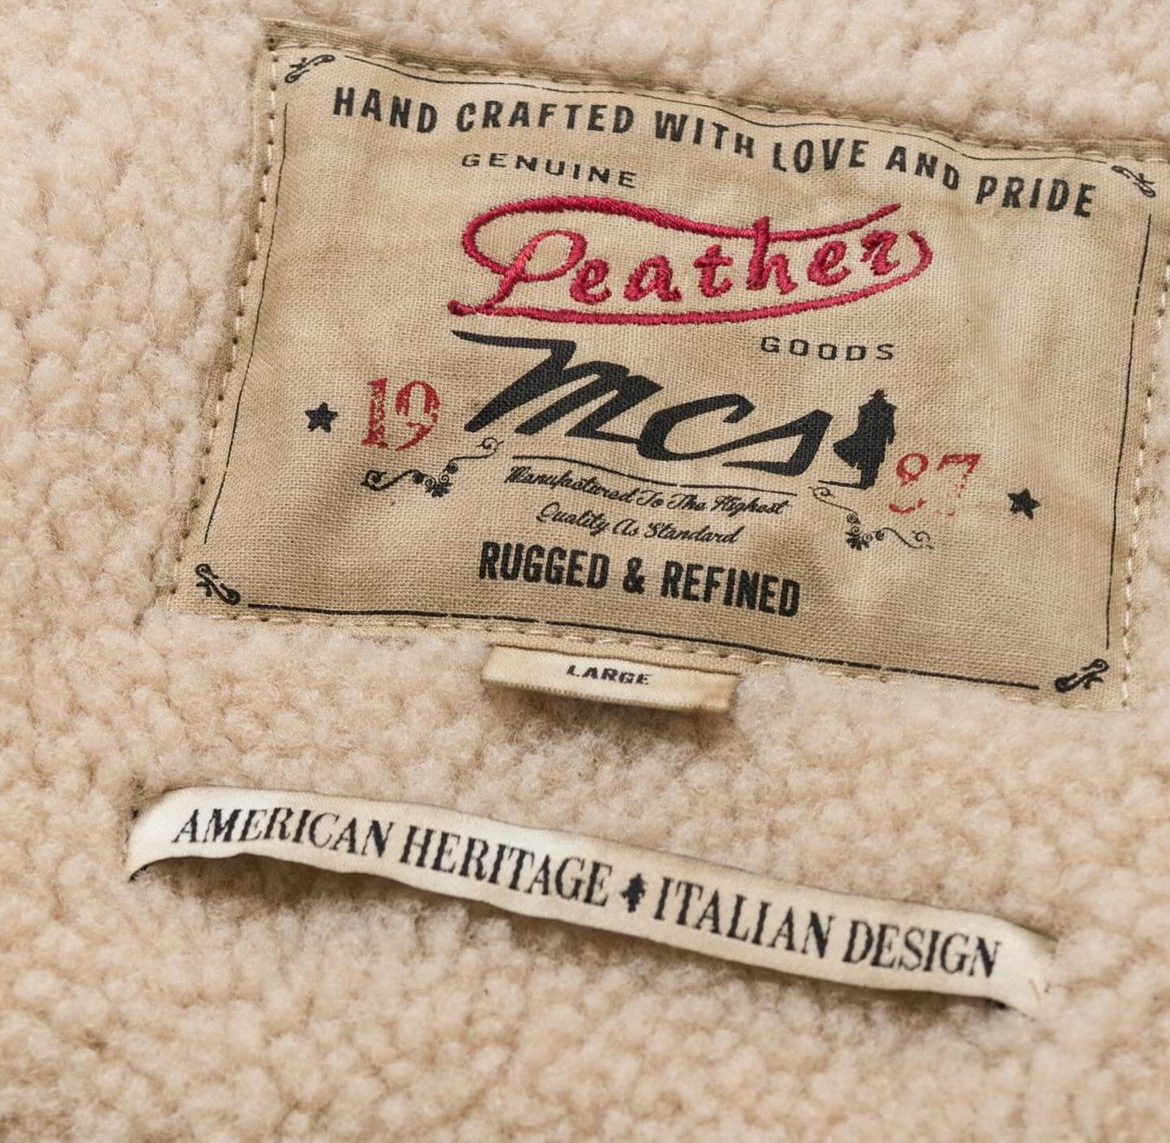 HAND CRAFTED WITH LOVE AND PRIDE
GENUINE
Leather
GOODS
mcs
19 87
Manufactured To The Highest
Quality As Standard
RUGGED & REFINED
LARGE
AMERICAN HERITAGE ITALIAN DESIGN